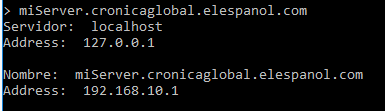 > miServer.cronicaglobal.elespanol.com
Servidor:  localhost
Address:  127.0.0.1
Nombre:  miServer.cronicaglobal.elespanol.com
Address:  192.168.10.1